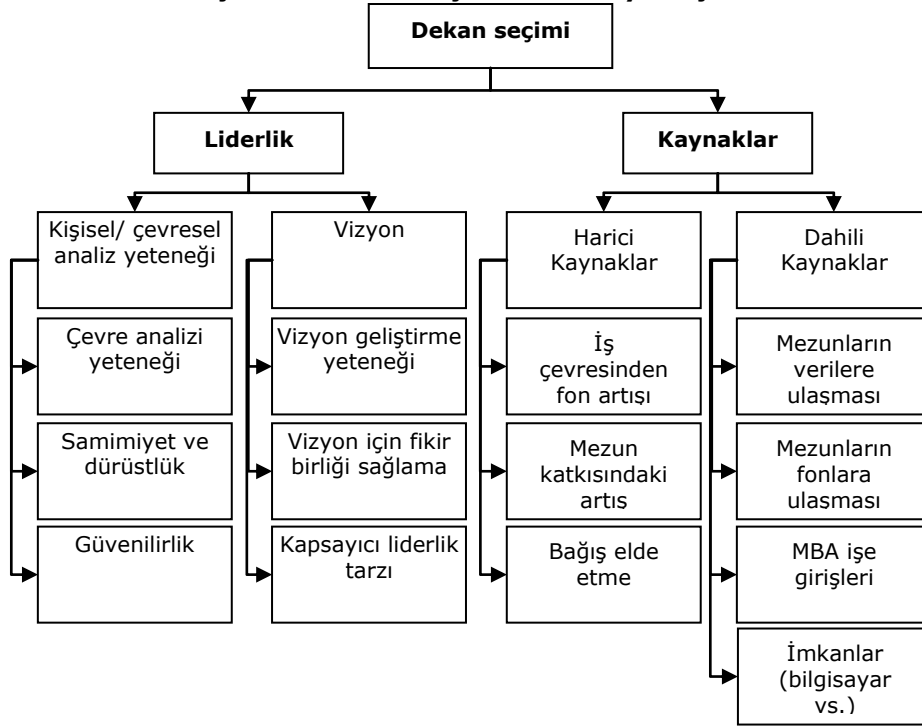 Dekan seçimi
Liderlik
Kaynaklar
Kişisel/ çevresel
analiz yeteneği
Vizyon
Harici
Kaynaklar
Dahili
Kaynaklar
Çevre analizi
yeteneği
Vizyon geliştirme
yeteneği
İş
çevresinden
fon artışı
Mezunların
verilere
ulaşması
Samimiyet ve
dürüstlük
Vizyon için fikir
birliği sağlama
Mezun
katkısındaki
artış
Mezunların
fonlara
ulaşması
Güvenilirlik
Kapsayıcı liderlik
tarzı
Bağış elde
etme
MBA işe
girişleri
İmkanlar
(bilgisayar
vs.)